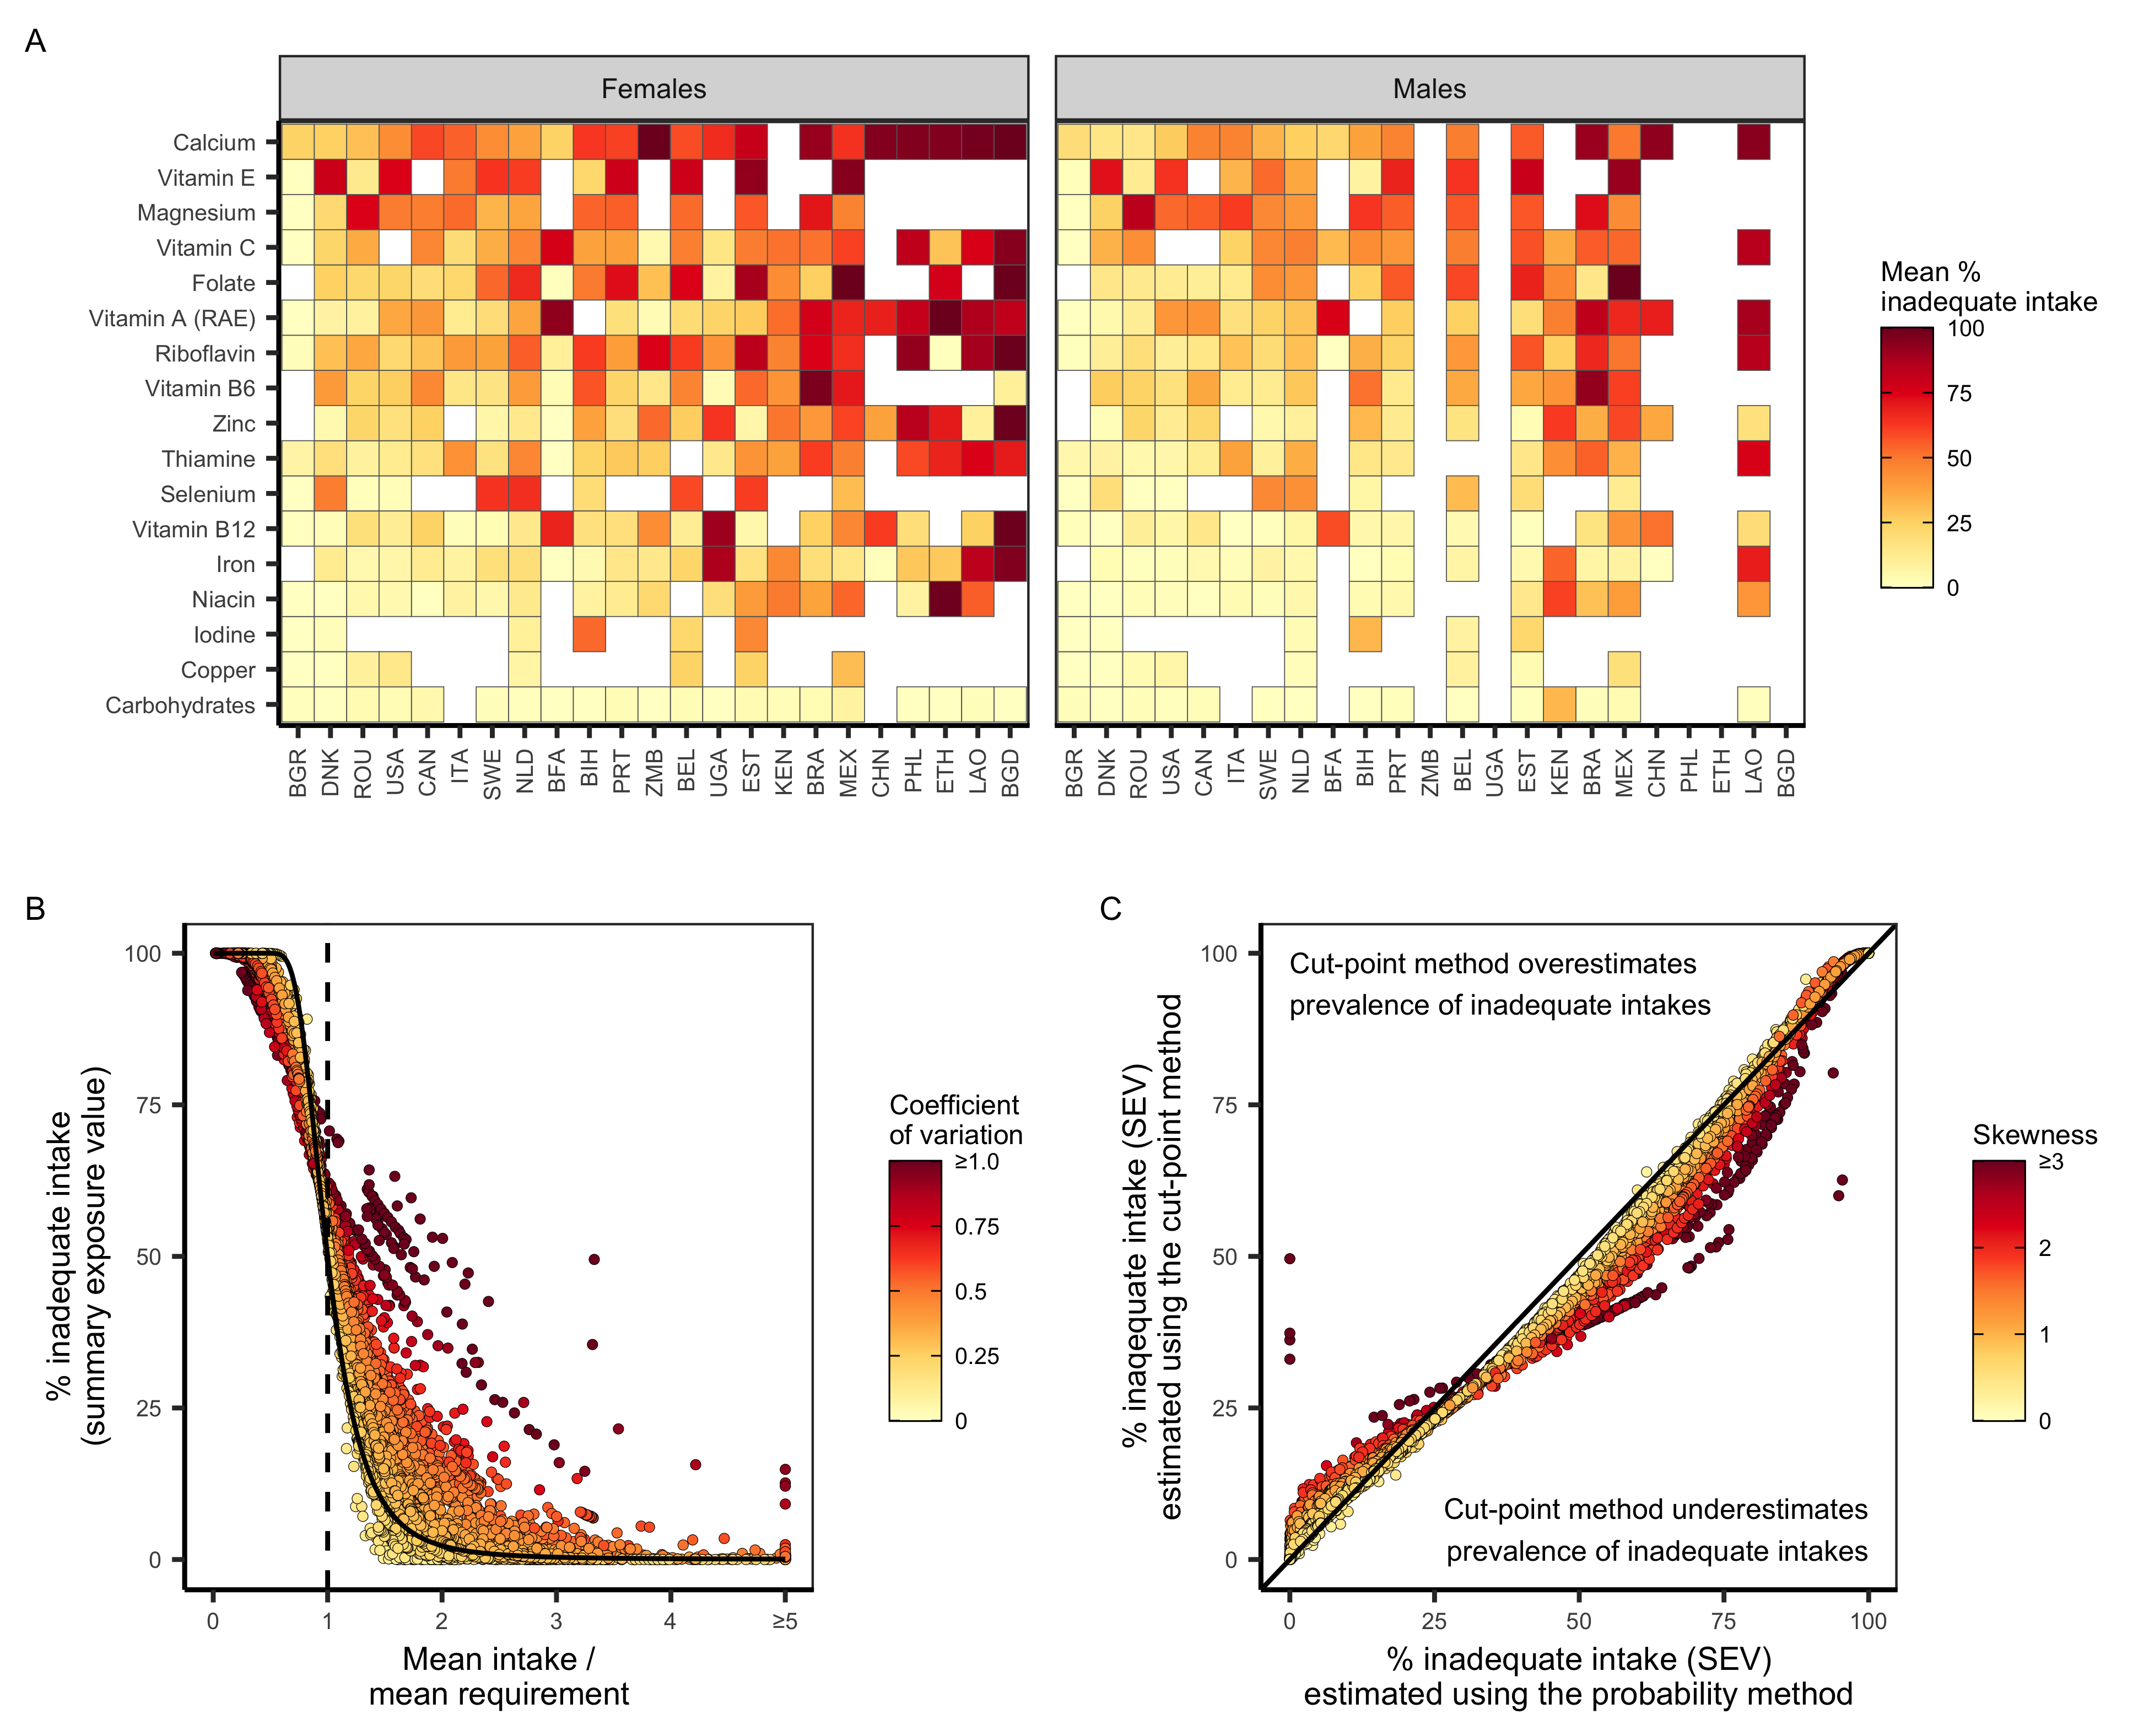 A
Females
Males
Calcium
Vitamin E
Magnesium
Vitamin C
Folate
Vitamin A (RAE)
Riboflavin
Vitamin B6
Zinc
Thiamine
Selenium
Vitamin B12
Iron
Niacin
Iodine
Copper
Carbohydrates
BGR DNK ROU USA CAN ITA SWE NLD BFA BIH PRT ZMB BEL UGA EST KEN BRA MEX CHN PHL ETH LAO BGD
BGR DNK ROU USA CAN ITA SWE NLD BFA BIH PRT ZMB BEL UGA EST KEN BRA MEX CHN PHL ETH LAO BGD
Mean %
inadequate intake
100
75
50
25
0
B
% inadequate intake
(summary exposure value)
100
75
50
25
0
0 1 2 3 4 ≥5
Mean intake /
mean requirement
Coefficient
of variation
≥1.0
0.75
0.5
0.25
0
C
% inaqequate intake (SEV)
estimated using the cut-point method
100
75
50
25
0
Cut-point method overestimates
prevalence of inadequate intakes
Cut-point method underestimates
prevalence of inadequate intakes
0 25 50 75 100
% inadequate intake (SEV)
estimated using the probability method
Skewness
≥3
2
1
0